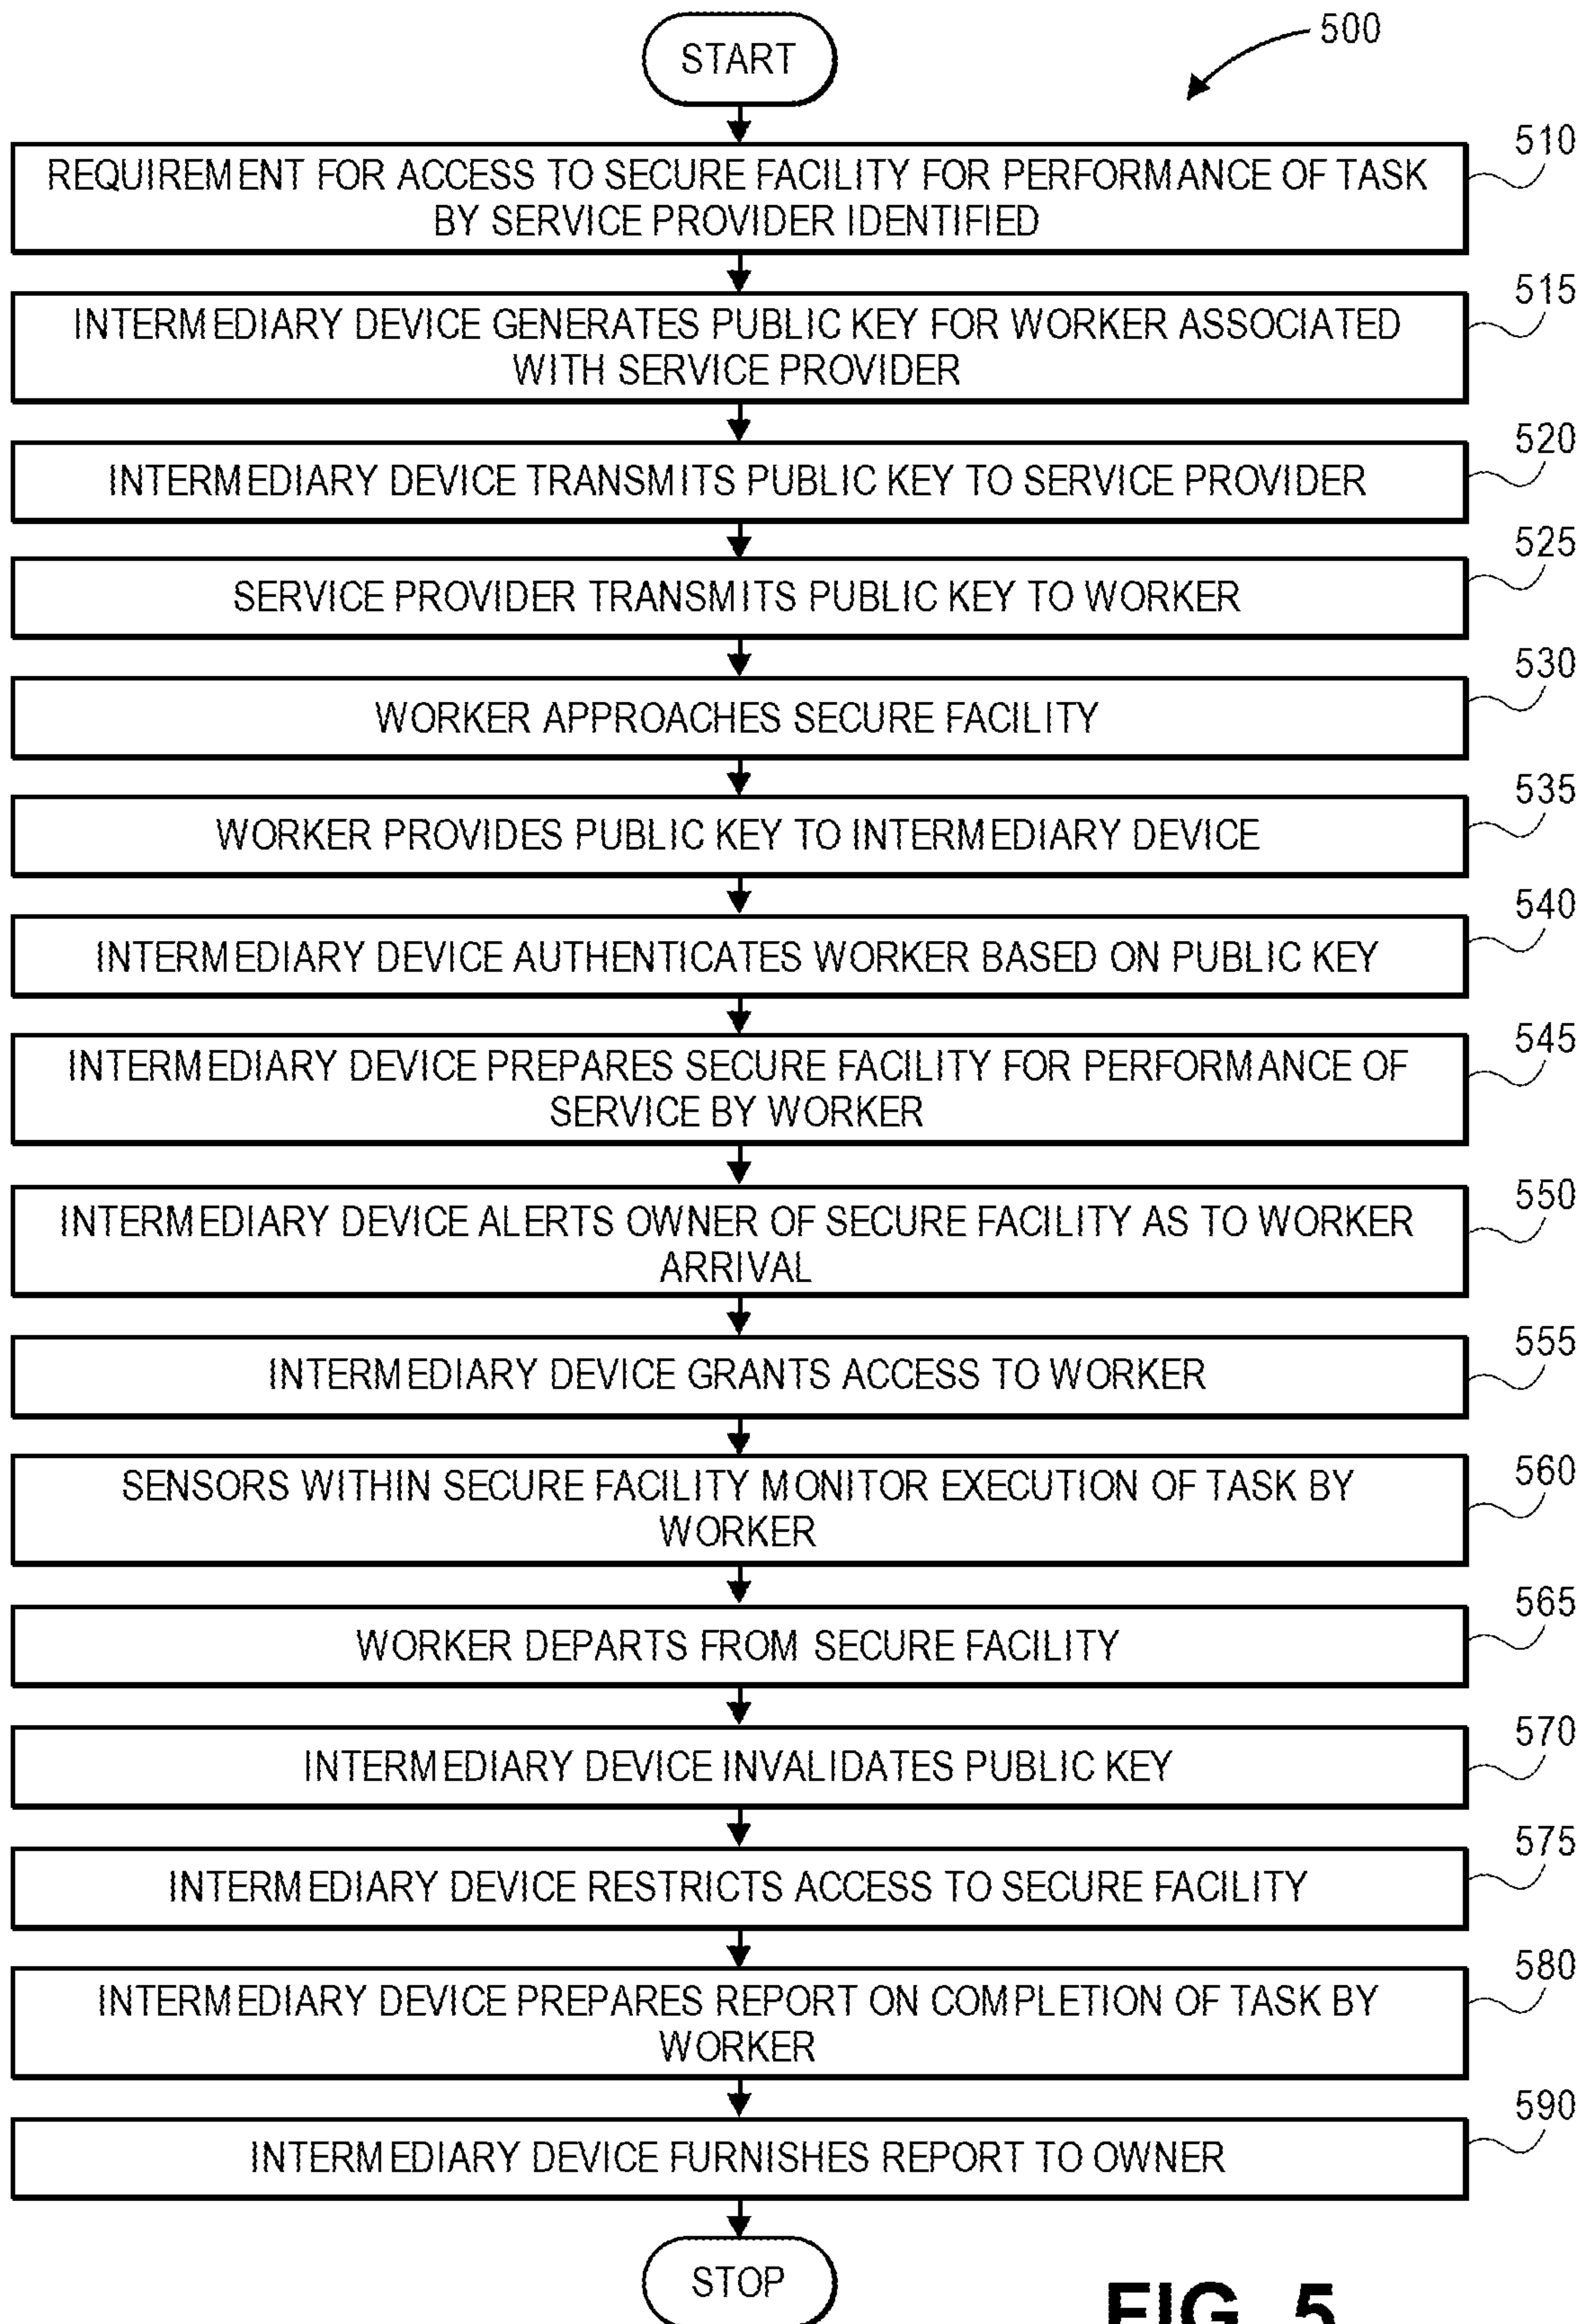 START
500
510
REQUIREMENT FOR ACCESS TO SECURE FACILITY FOR PERFORMANCE OF TASK
BY SERVICE PROVIDER IDENTIFIED
515
INTERMEDIARY DEVICE GENERATES PUBLIC KEY FOR WORKER ASSOCIATED
WITH SERVICE PROVIDER
520
INTERMEDIARY DEVICE TRANSMITS PUBLIC KEY TO SERVICE PROVIDER
525
SERVICE PROVIDER TRANSMITS PUBLIC KEY TO WORKER
530
WORKER APPROACHES SECURE FACILITY
535
WORKER PROVIDES PUBLIC KEY TO INTERMEDIARY DEVICE
540
INTERMEDIARY DEVICE AUTHENTICATES WORKER BASED ON PUBLIC KEY
545
INTERMEDIARY DEVICE PREPARES SECURE FACILITY FOR PERFORMANCE OF
SERVICE BY WORKER
550
INTERMEDIARY DEVICE ALERTS OWNER OF SECURE FACILITY AS TO WORKER
ARRIVAL
555
INTERMEDIARY DEVICE GRANTS ACCESS TO WORKER
560
SENSORS WITHIN SECURE FACILITY MONITOR EXECUTION OF TASK BY
WORKER
565
WORKER DEPARTS FROM SECURE FACILITY
570
INTERMEDIARY DEVICE INVALIDATES PUBLIC KEY
575
INTERMEDIARY DEVICE RESTRICTS ACCESS TO SECURE FACILITY
580
INTERMEDIARY DEVICE PREPARES REPORT ON COMPLETION OF TASK BY
WORKER
590
INTERMEDIARY DEVICE FURNISHES REPORT TO OWNER
STOP
FIG. 5